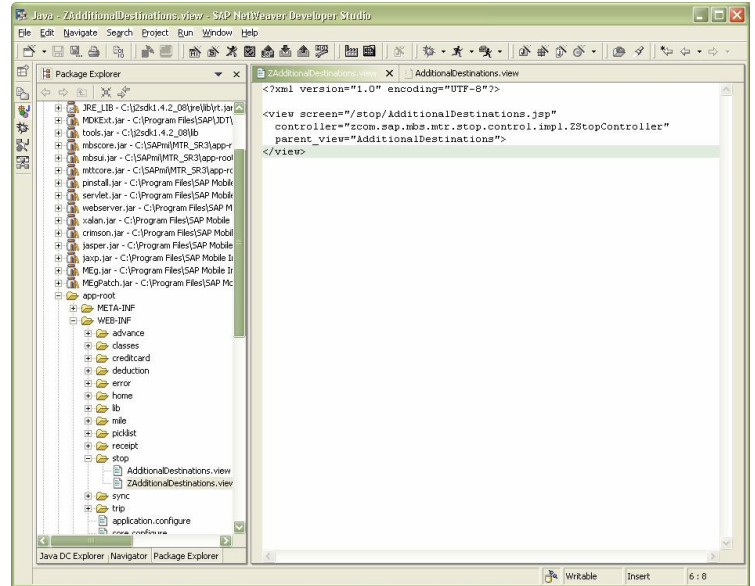 Java - ZAdditionalDestinations.view - SAP NetWeaver Developer Studio
File Edit Navigate Search Project Run Window Help
Package Explorer
JRE_LIB - C:\j2sdk1.4.2_08\jre\lib\rt.jar
MDKExt.jar - C:\Program Files\SAP\JDT\
tools.jar - C:\j2sdk1.4.2_08\lib
mbscore.jar - C:\SAPmi\MTR_SR3\app-r
mbsui.jar - C:\SAPmi\MTR_SR3\app-root
mttcore.jar - C:\SAPmi\MTR_SR3\app-rc
pinstall.jar - C:\Program Files\SAP Mobile
servlet.jar - C:\Program Files\SAP Mobile
webserver.jar - C:\Program Files\SAP M
xalan.jar - C:\Program Files\SAP Mobile
crimson.jar - C:\Program Files\SAP Mobile
jasper.jar - C:\Program Files\SAP Mobile
jaxp.jar - C:\Program Files\SAP Mobile In
MEg.jar - C:\Program Files\SAP Mobile Ir
MEgPatch.jar - C:\Program Files\SAP Mc
app-root
META-INF
WEB-INF
advance
classes
creditcard
deduction
error
home
lib
mile
picklist
receipt
stop
AdditionalDestinations.view
ZAdditionalDestinations.view
sync
trip
application.configure
core.configure
Java DC Explorer Navigator Package Explorer
ZAdditionalDestinations.view AdditionalDestinations.view
<?xml version="1.0" encoding="UTF-8"?>
<view screen="/stop/AdditionalDestinations.jsp"
controller="zcom.sap.mbs.mtr.stop.control.impl.ZStopController"
parent_view="AdditionalDestinations">
</view>
Writable Insert 6 : 8